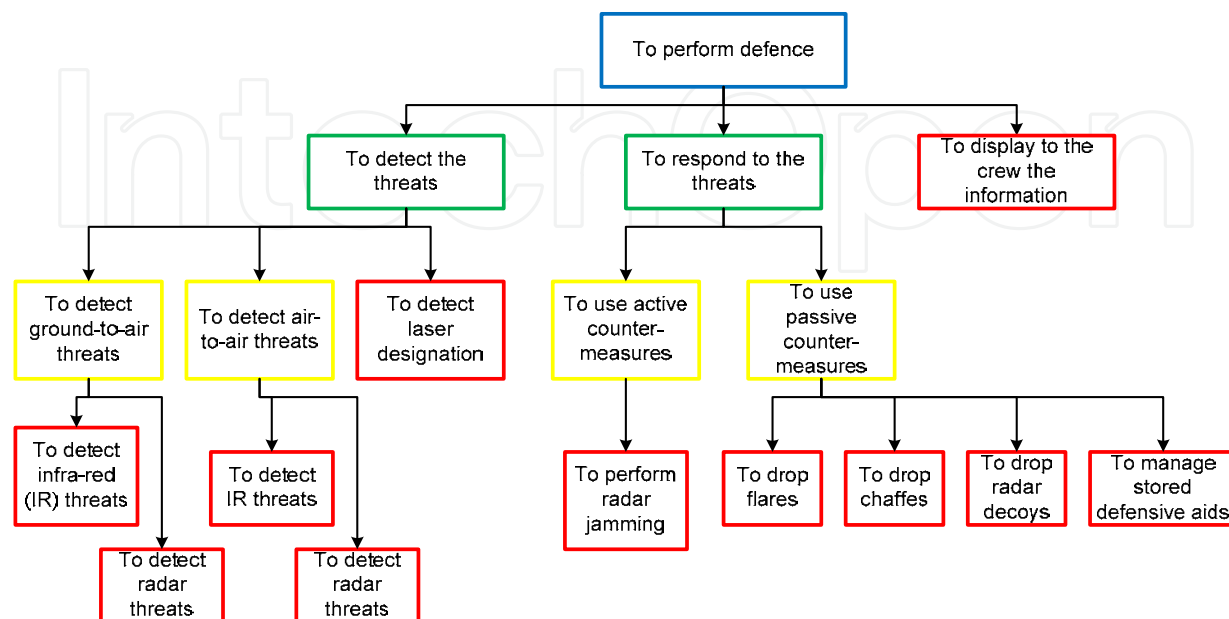 To perform defence
To detect the
threats
To respond to the
threats
To display to the
crew the
information
To detect
ground-to-air
threats
To detect air-
to-air threats
To detect
laser
designation
To use active
counter-
measures
To use
passive
counter-
measures
To detect
infra-red
(IR) threats
To detect
IR threats
To perform
radar
jamming
To drop
flares
To drop
chaffes
To drop
radar
decoys
To manage
stored
defensive aids
To detect
radar
threats
To detect
radar
threats
IntechOpen